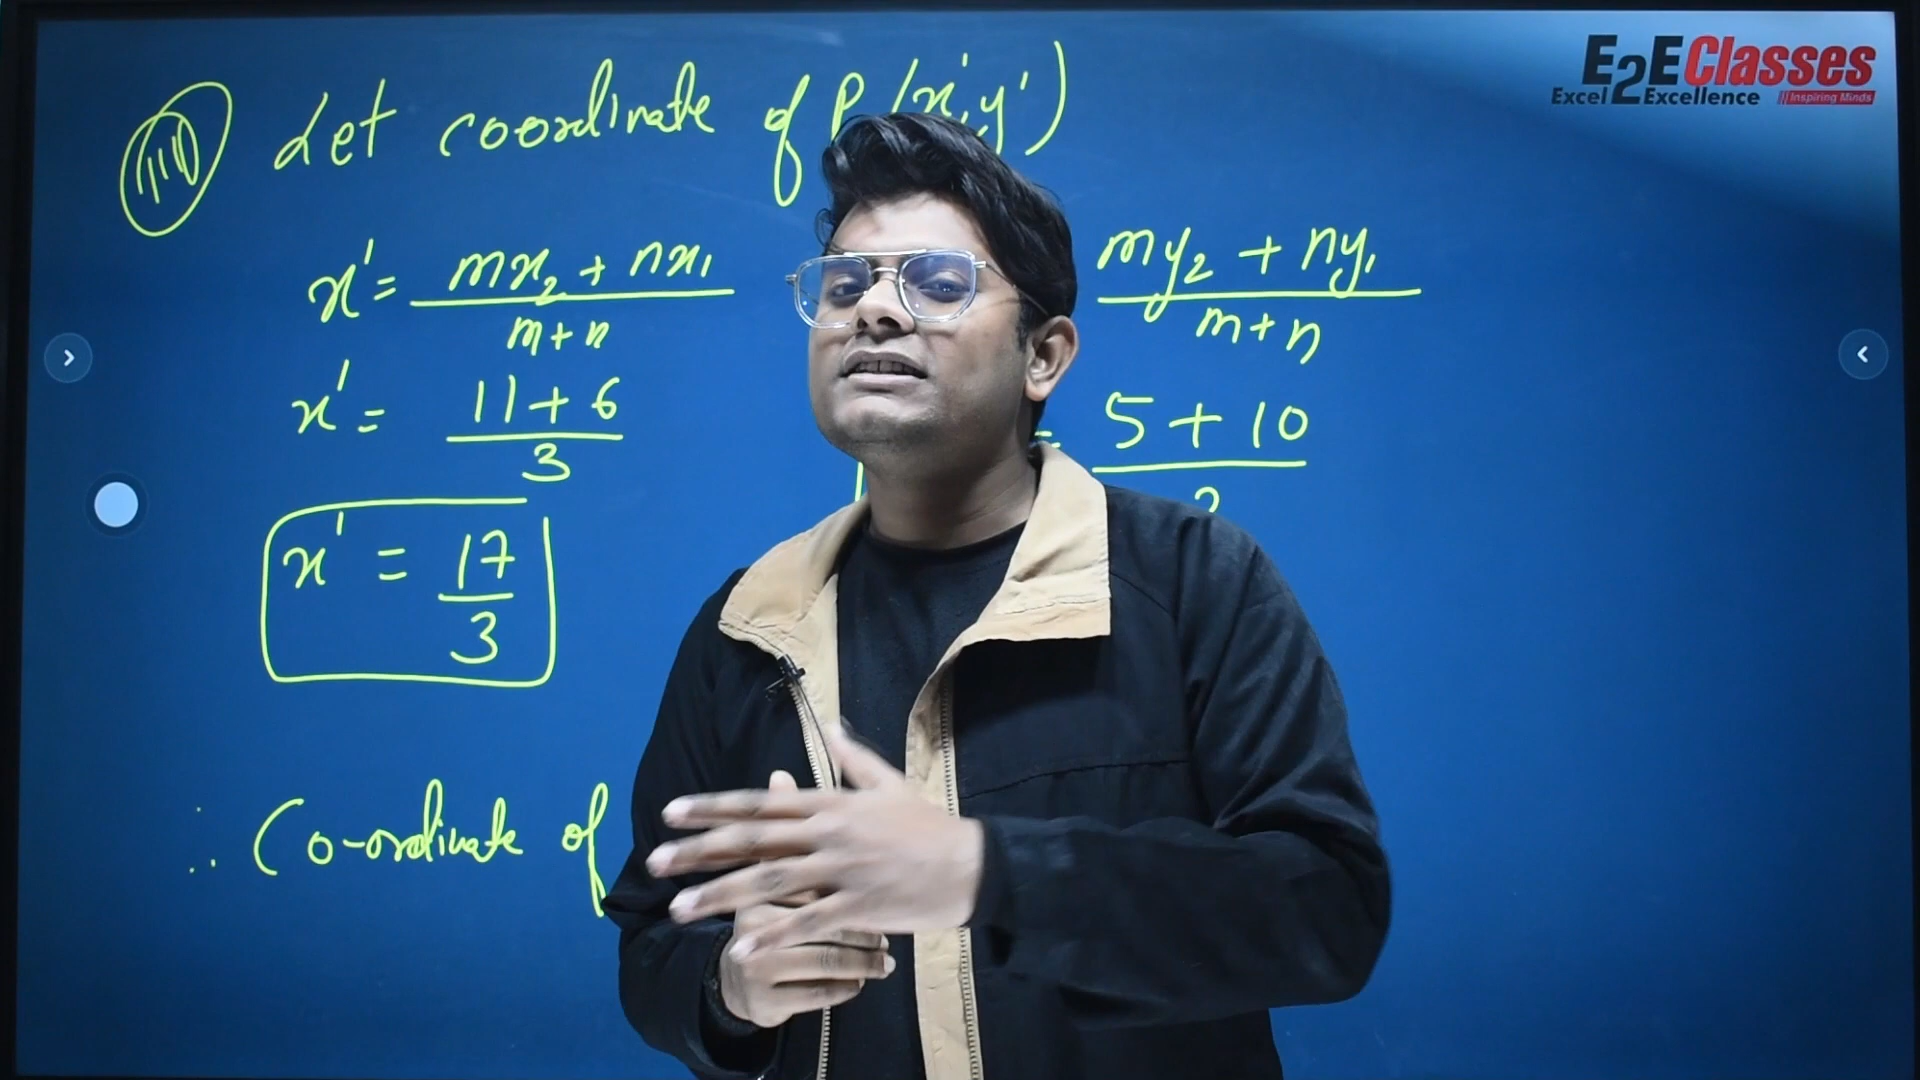 E2EClasses
Excel 2 Excellence Inspiring Minds
(iii) Let coordinate of P(x', y')
x' = mx₂ + nx₁ / m+n
my₂ + ny₁ / m+n
x' = 11+6 / 3
= 5+10
x' = 17/3
∴ Co-ordinate of